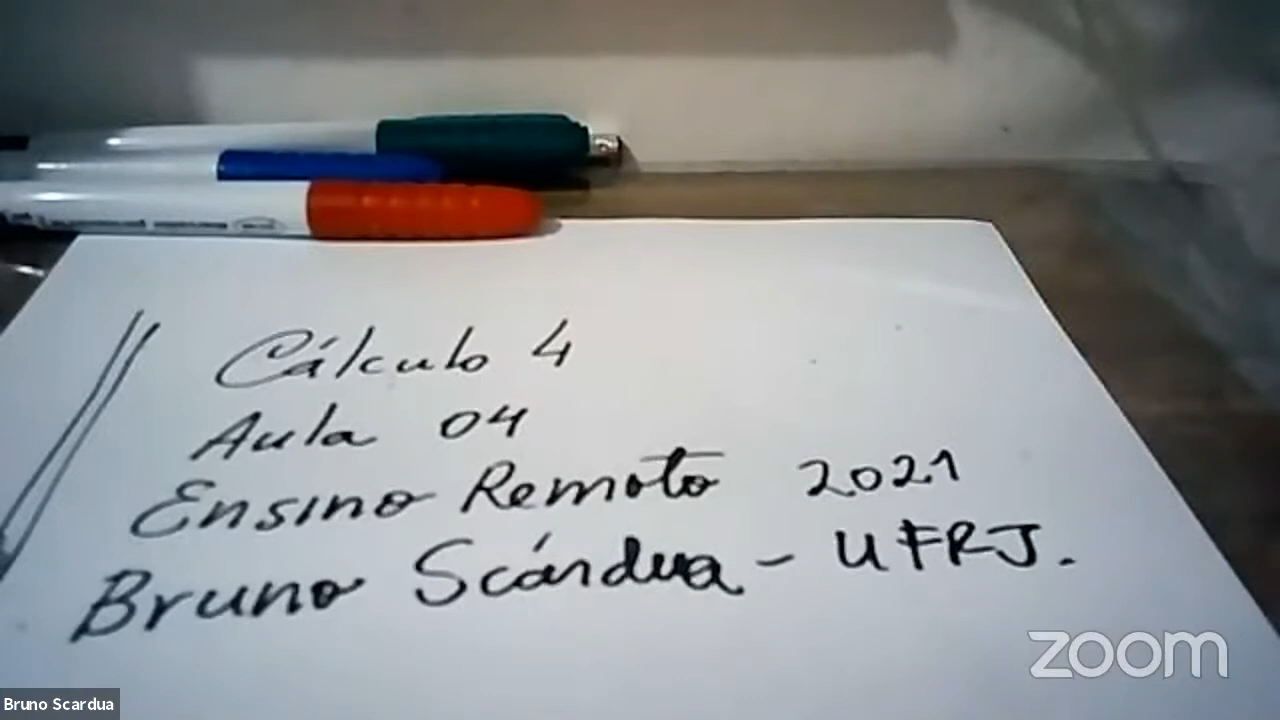 Cálculo 4
Aula 04
Ensino Remoto 2021
Bruno Scárdua - UFRJ.
zoom
Bruno Scardua